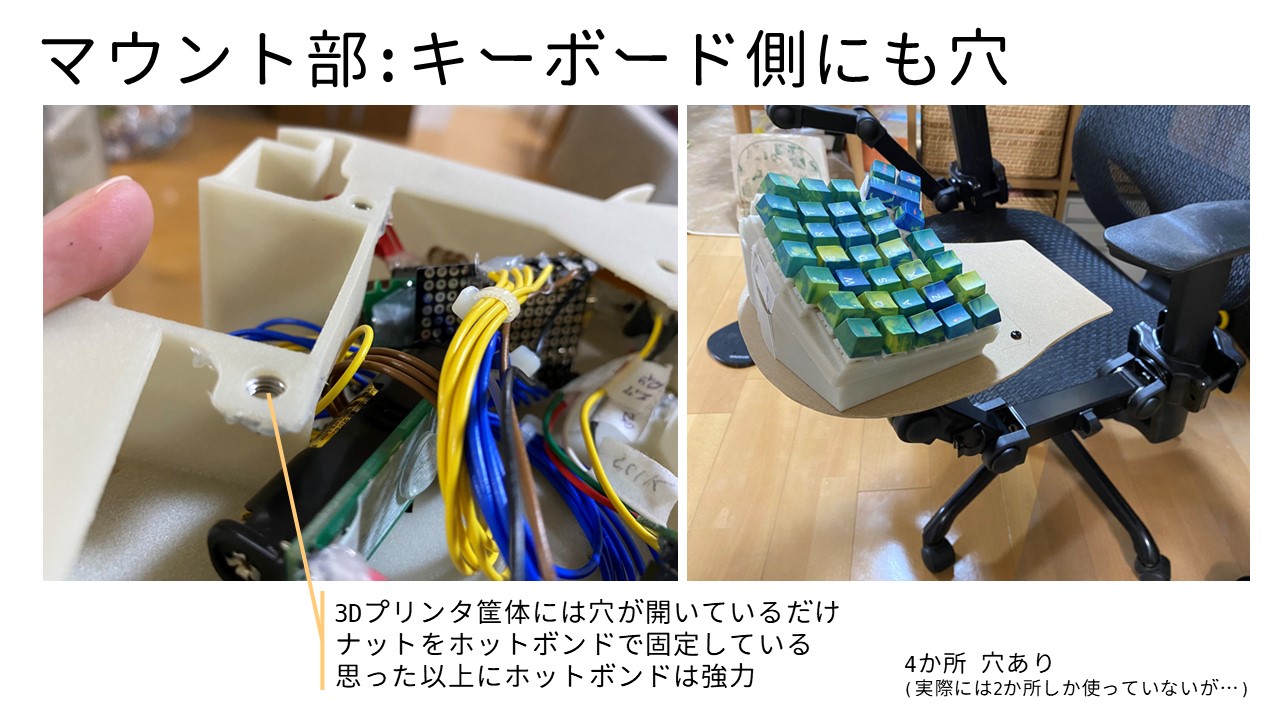 マウント部:キーボード側にも穴
3Dプリンタ筐体には穴が開いているだけ
ナットをホットボンドで固定している
思った以上にホットボンドは強力
4か所 穴あり
(実際には2か所しか使っていないが…)